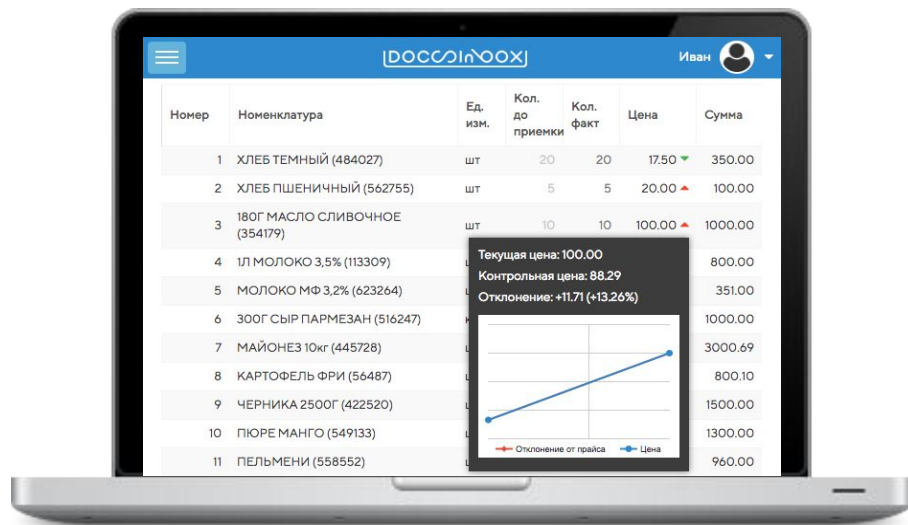 DOCSINBOX
Иван
Номер Номенклатура Ед. изм. Кол. до приемки Кол. факт Цена Сумма
1 ХЛЕБ ТЕМНЫЙ (484027) шт 20 20 17.50 350.00
2 ХЛЕБ ПШЕНИЧНЫЙ (562755) шт 5 5 20.00 100.00
3 180Г МАСЛО СЛИВОЧНОЕ (354179) шт 10 10 100.00 1000.00
4 1Л МОЛОКО 3,5% (113309) 800.00
5 МОЛОКО МФ 3,2% (623264) 351.00
6 300Г СЫР ПАРМЕЗАН (516247) 1000.00
7 МАЙОНЕЗ 10кг (445728) 3000.69
8 КАРТОФЕЛЬ ФРИ (56487) 800.10
9 ЧЕРНИКА 2500Г (422520) 1500.00
10 ПЮРЕ МАНГО (549133) 1300.00
11 ПЕЛЬМЕНИ (558552) 960.00
Текущая цена: 100.00
Контрольная цена: 88.29
Отклонение: +11.71 (+13.26%)
Отклонение от прайса Цена